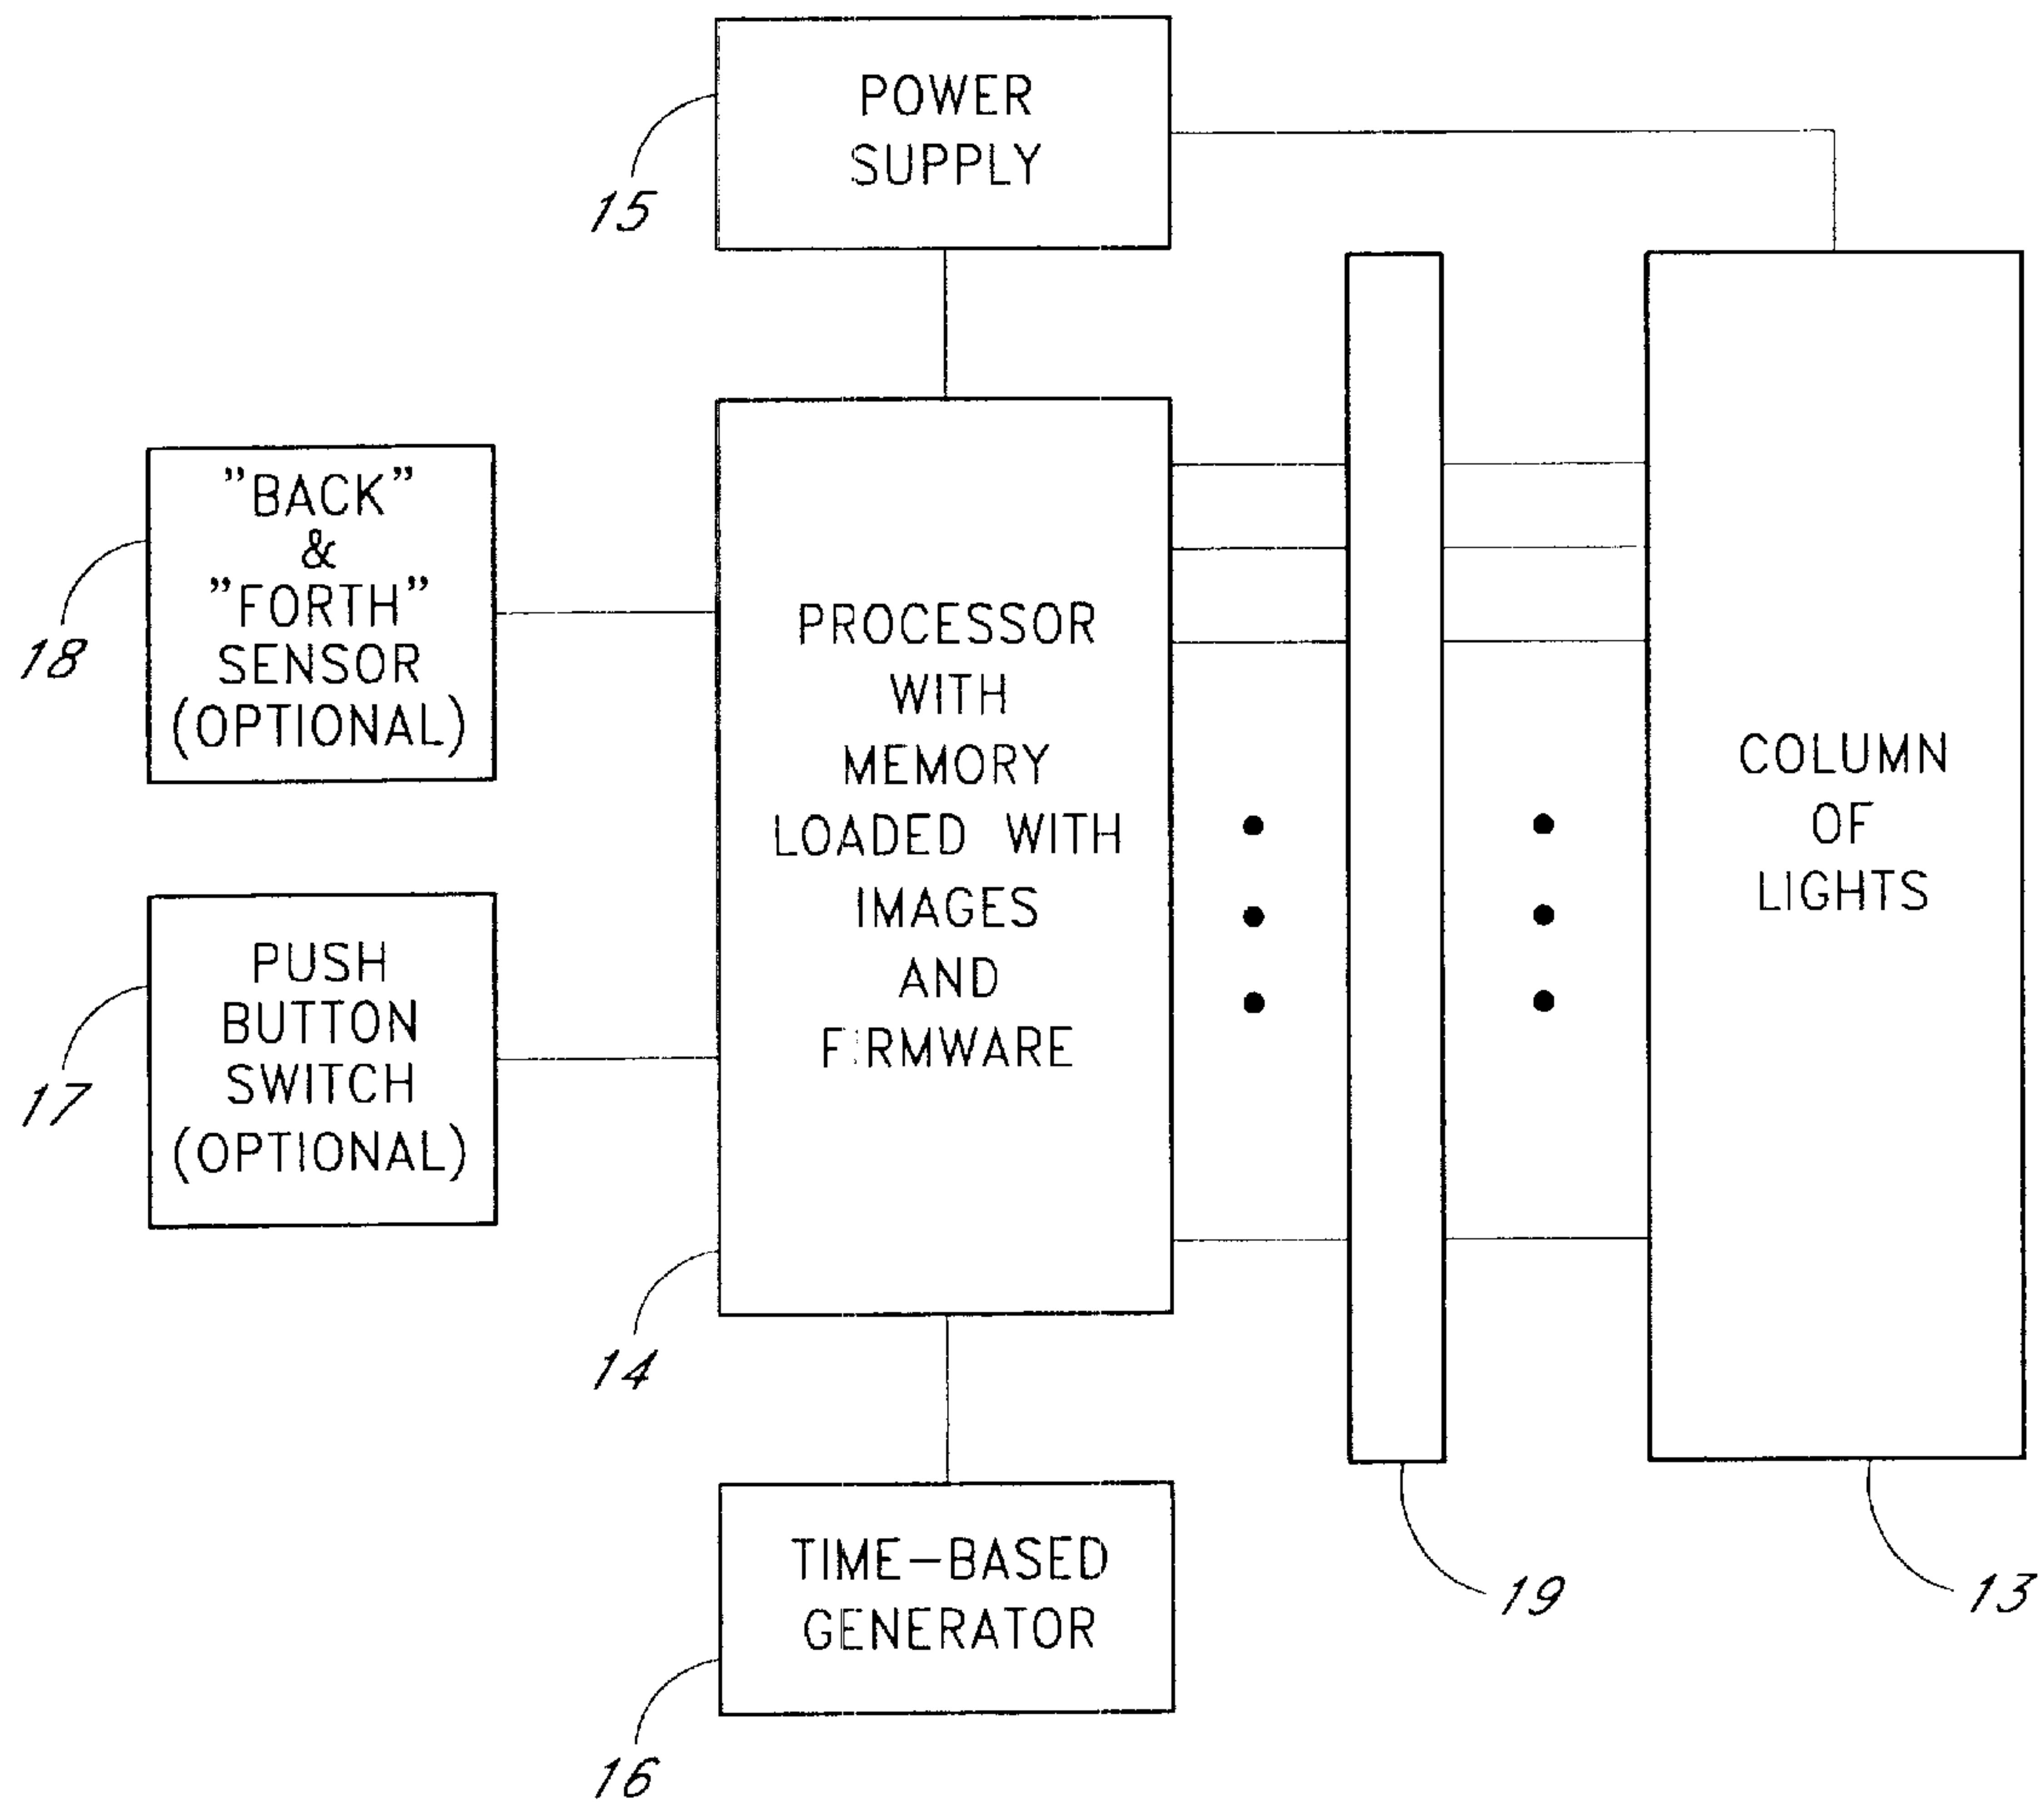 POWER
SUPPLY
15
"BACK"
&
"FORTH"
SENSOR
(OPTIONAL)
18
PUSH
BUTTON
SWITCH
(OPTIONAL)
17
PROCESSOR
WITH
MEMORY
LOADED WITH
IMAGES
AND
FIRMWARE
14
COLUMN
OF
LIGHTS
TIME-BASED
GENERATOR
16
19
13